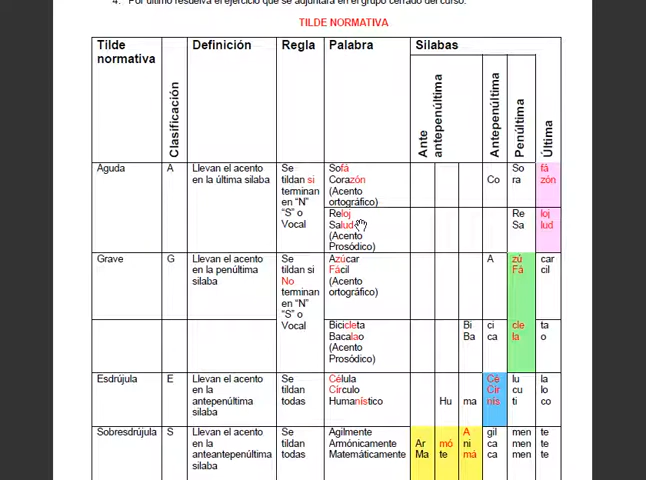 4. Por último resuelva el ejercicio que se adjuntará en el grupo cerrado del curso.
TILDE NORMATIVA
Tilde normativa Clasificación Definición Regla Palabra Silabas
Ante antepenúltima Antepenúltima Penúltima Última
Aguda A Llevan el acento en la última silaba Se tildan si terminan en “N” “S” o Vocal
Sofá So fá
Corazón Co ra zón
(Acento ortográfico)
Reloj Re loj
Salud Sa lud
(Acento Prosódico)
Grave G Llevan el acento en la penúltima silaba Se tildan si No terminan en “N” “S” o Vocal
Azúcar A zú car
Fácil Fá cil
(Acento ortográfico)
Bicicleta Bi ci cle ta
Bacalao Ba ca la o
(Acento Prosódico)
Esdrújula E Llevan el acento en la antepenúltima silaba Se tildan todas
Célula Cé lu la
Círculo Cír cu lo
Humanístico Hu ma nís ti co
Sobresdrújula S Llevan el acento en la anteantepenúltima silaba Se tildan todas
Agilmente A gil men te
Armónicamente Ar mó ni ca men te
Matemáticamente Ma te má ca men te